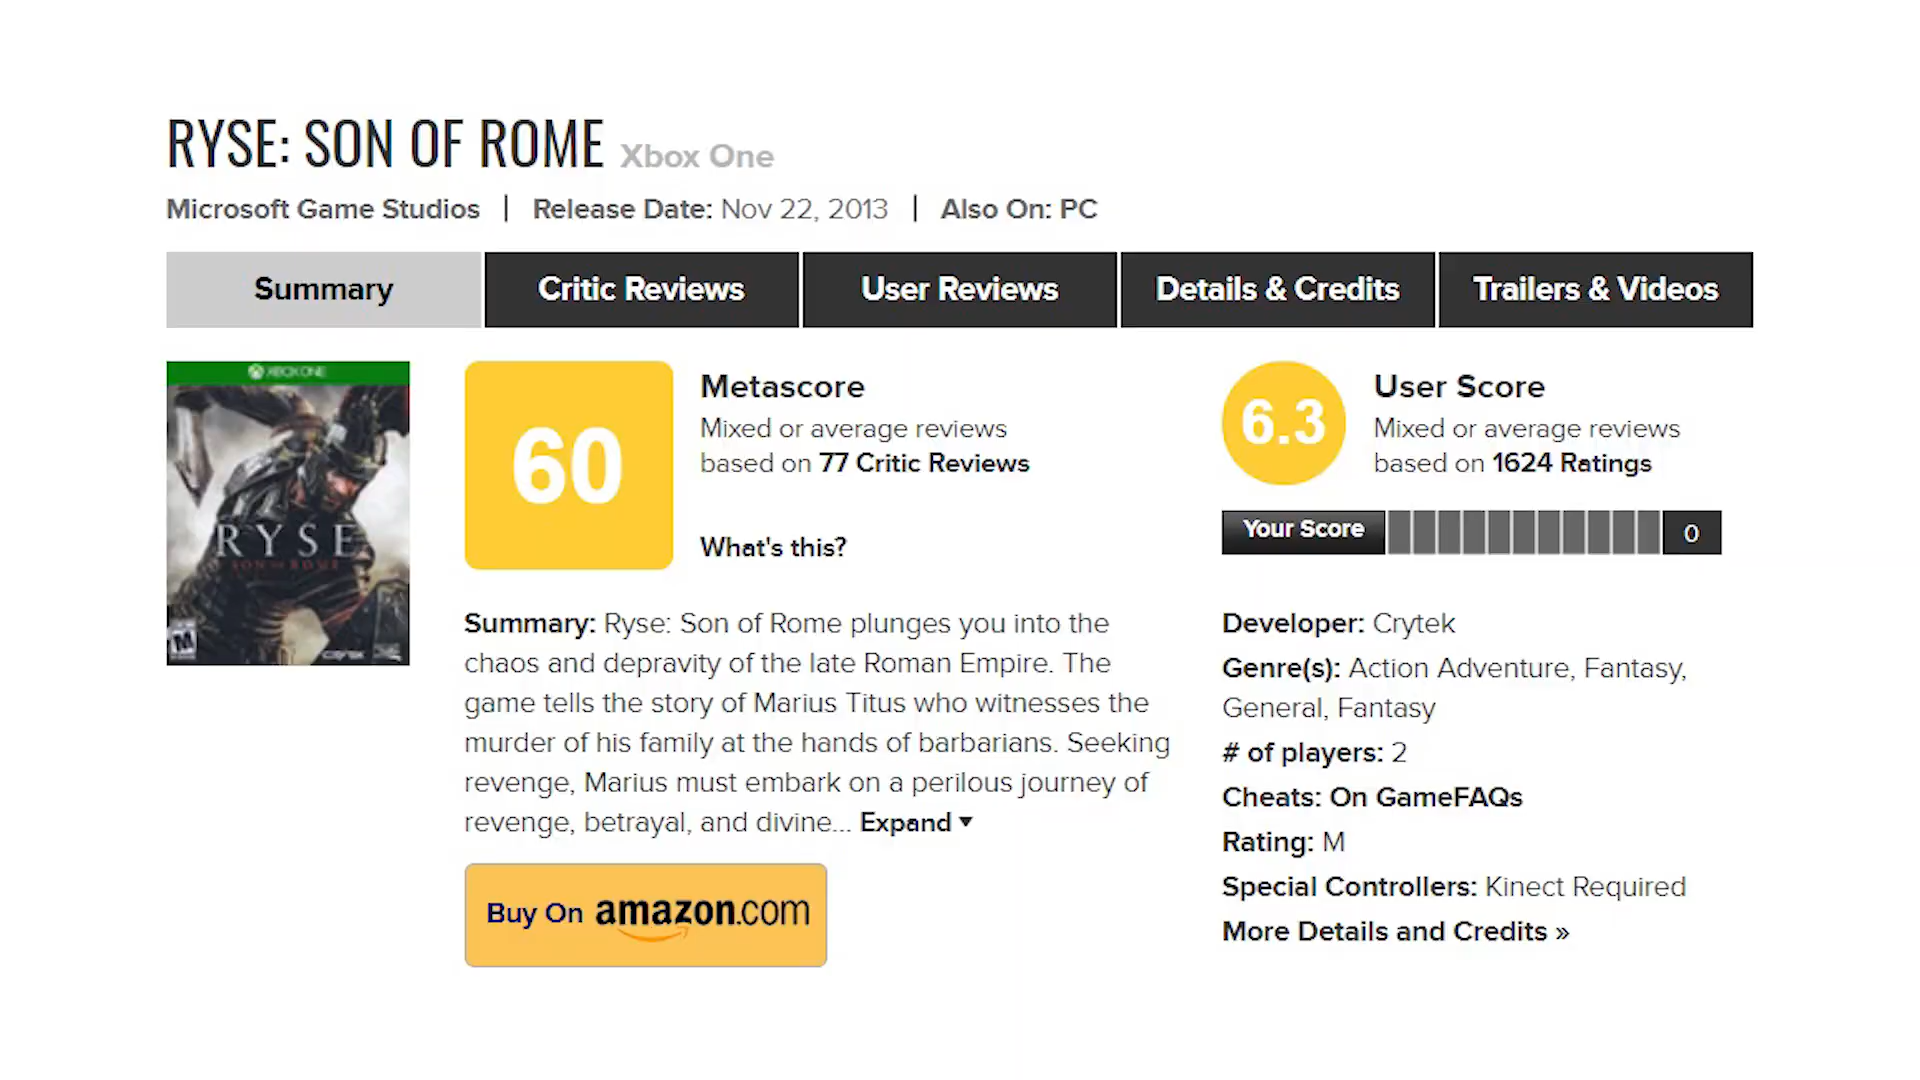 RYSE: SON OF ROME Xbox One
Microsoft Game Studios | Release Date: Nov 22, 2013 | Also On: PC
Summary Critic Reviews User Reviews Details & Credits Trailers & Videos
XBOX ONE
RYSE
SON OF ROME
M
CRYTEK
60
Metascore
Mixed or average reviews
based on 77 Critic Reviews
What's this?
Summary: Ryse: Son of Rome plunges you into the
chaos and depravity of the late Roman Empire. The
game tells the story of Marius Titus who witnesses the
murder of his family at the hands of barbarians. Seeking
revenge, Marius must embark on a perilous journey of
revenge, betrayal, and divine... Expand ▼
Buy On amazon.com
6.3
User Score
Mixed or average reviews
based on 1624 Ratings
Your Score 0
Developer: Crytek
Genre(s): Action Adventure, Fantasy,
General, Fantasy
# of players: 2
Cheats: On GameFAQs
Rating: M
Special Controllers: Kinect Required
More Details and Credits »